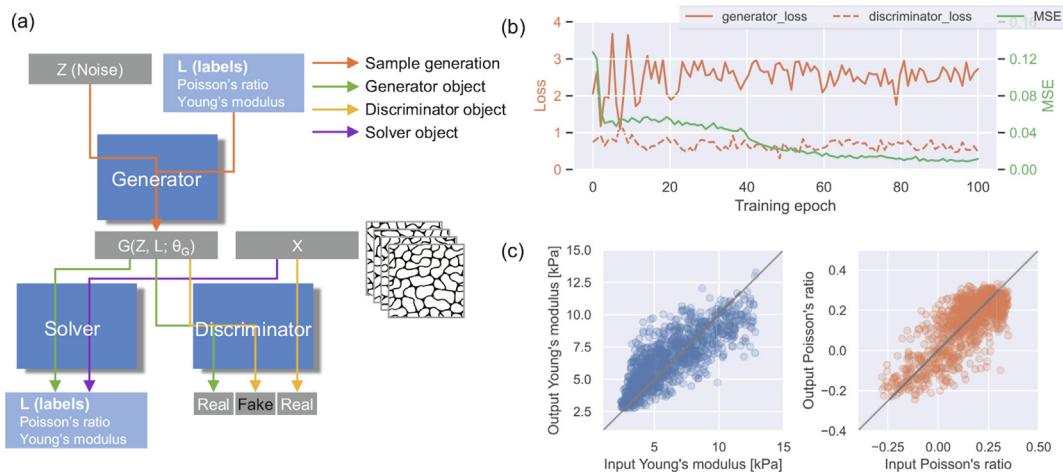 (a)
Z (Noise)
L (labels)
Poisson's ratio
Young's modulus
Sample generation
Generator object
Discriminator object
Solver object
Generator
G(Z, L; θG)
X
Solver
Discriminator
L (labels)
Poisson's ratio
Young's modulus
Real
Fake
Real
(b)
generator_loss
discriminator_loss
MSE
4
3
2
1
0
Loss
0.16
0.12
0.08
0.04
0.00
MSE
0
20
40
60
80
100
Training epoch
(c)
Output Young's modulus [kPa]
15.0
12.5
10.0
7.5
5.0
2.5
5
10
15
Input Young's modulus [kPa]
Output Poisson's ratio
0.4
0.2
0.0
−0.2
−0.4
−0.25
0.00
0.25
0.50
Input Poisson's ratio